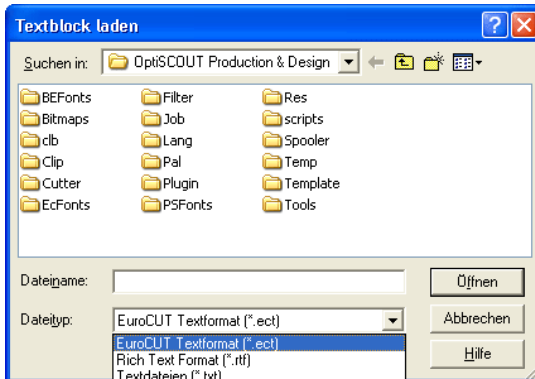 Textblock laden
Suchen in: OptiSCOUT Production & Design
BEFonts Filter Res
Bitmaps Job scripts
clb Lang Spooler
Clip Pal Temp
Cutter Plugin Template
EcFonts PSFonts Tools
Dateiname: Öffnen
Dateityp: EuroCUT Textformat (*.ect) Abbrechen
EuroCUT Textformat (*.ect)
Rich Text Format (*.rtf) Hilfe
Textdateien (*.txt)